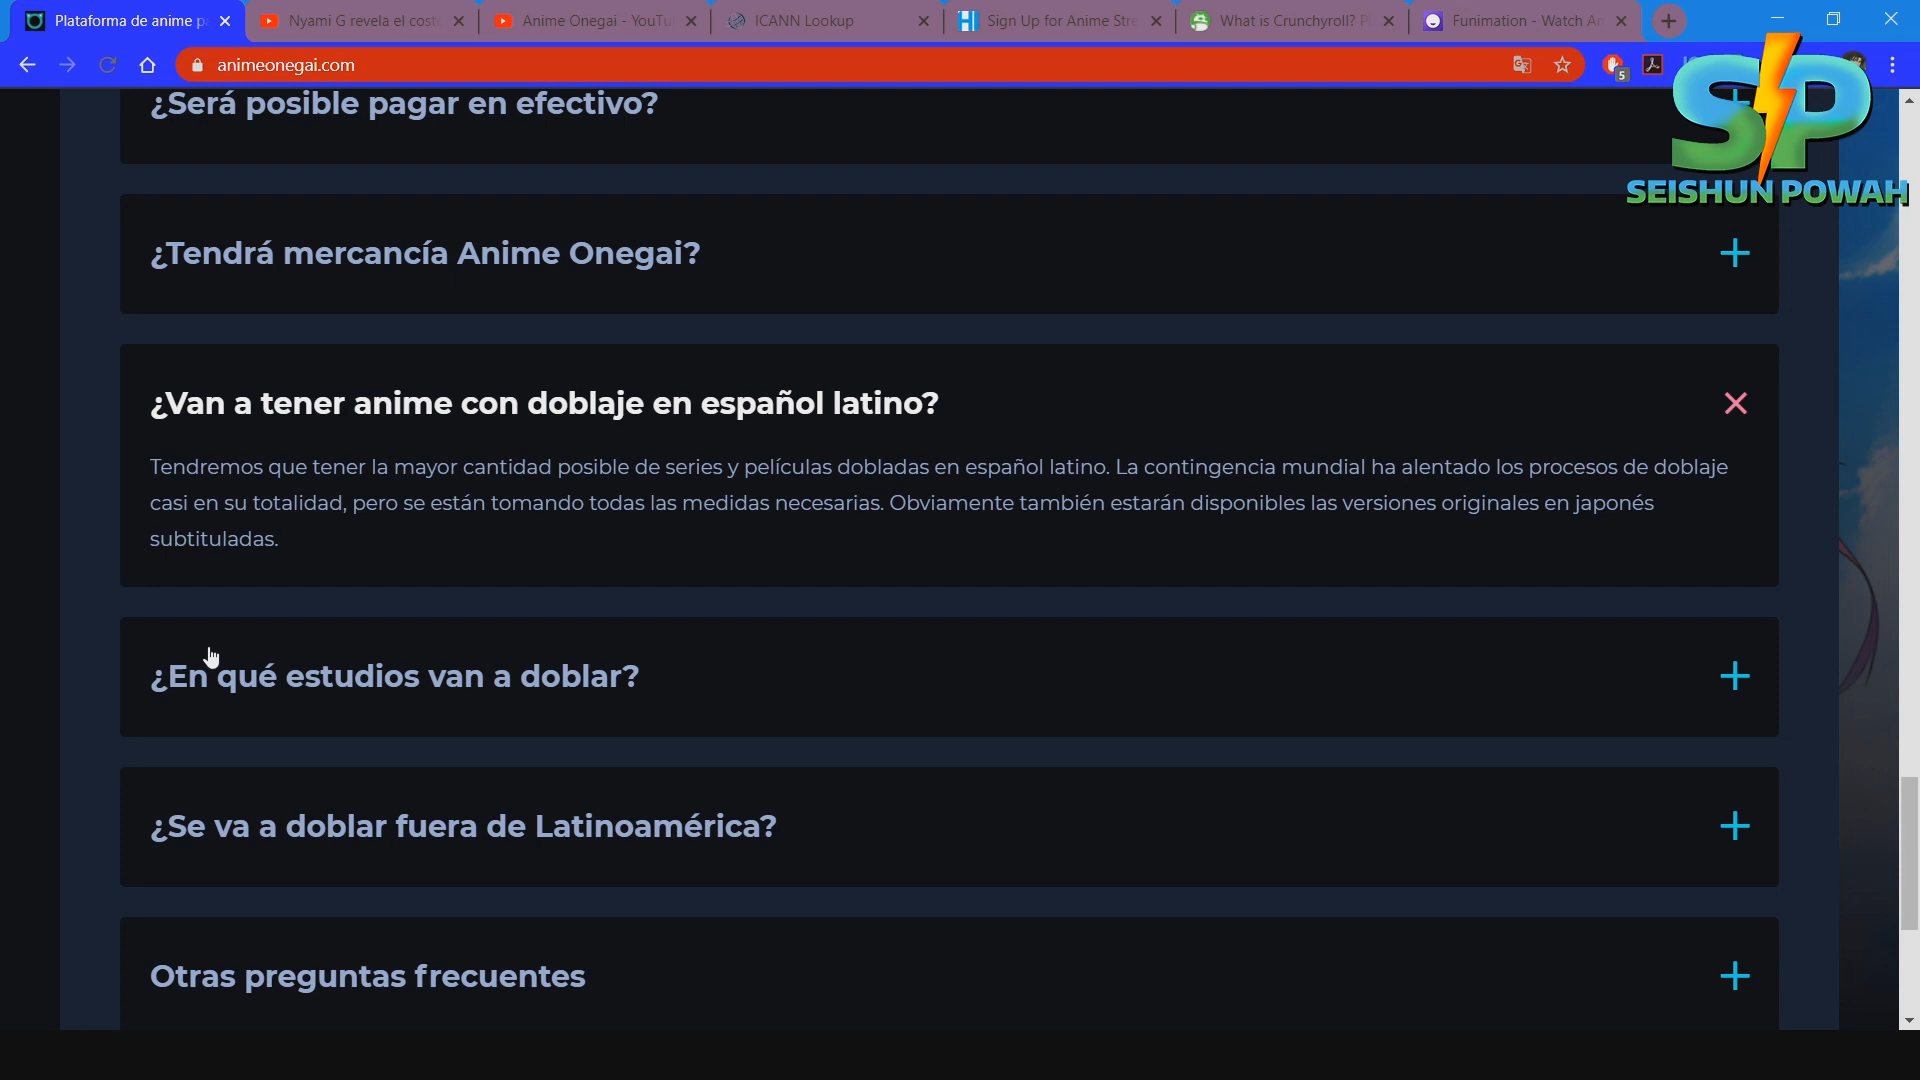 Plataforma de anime p
Nyami G revela el cost
Anime Onegai - YouTu
ICANN Lookup
Sign Up for Anime Stre
What is Crunchyroll? P
Funimation - Watch An
animeonegai.com
5
SP
SEISHUN POWAH
¿Será posible pagar en efectivo?
¿Tendrá mercancía Anime Onegai?
¿Van a tener anime con doblaje en español latino?
Tendremos que tener la mayor cantidad posible de series y películas dobladas en español latino. La contingencia mundial ha alentado los procesos de doblaje
casi en su totalidad, pero se están tomando todas las medidas necesarias. Obviamente también estarán disponibles las versiones originales en japonés
subtituladas.
¿En qué estudios van a doblar?
¿Se va a doblar fuera de Latinoamérica?
Otras preguntas frecuentes